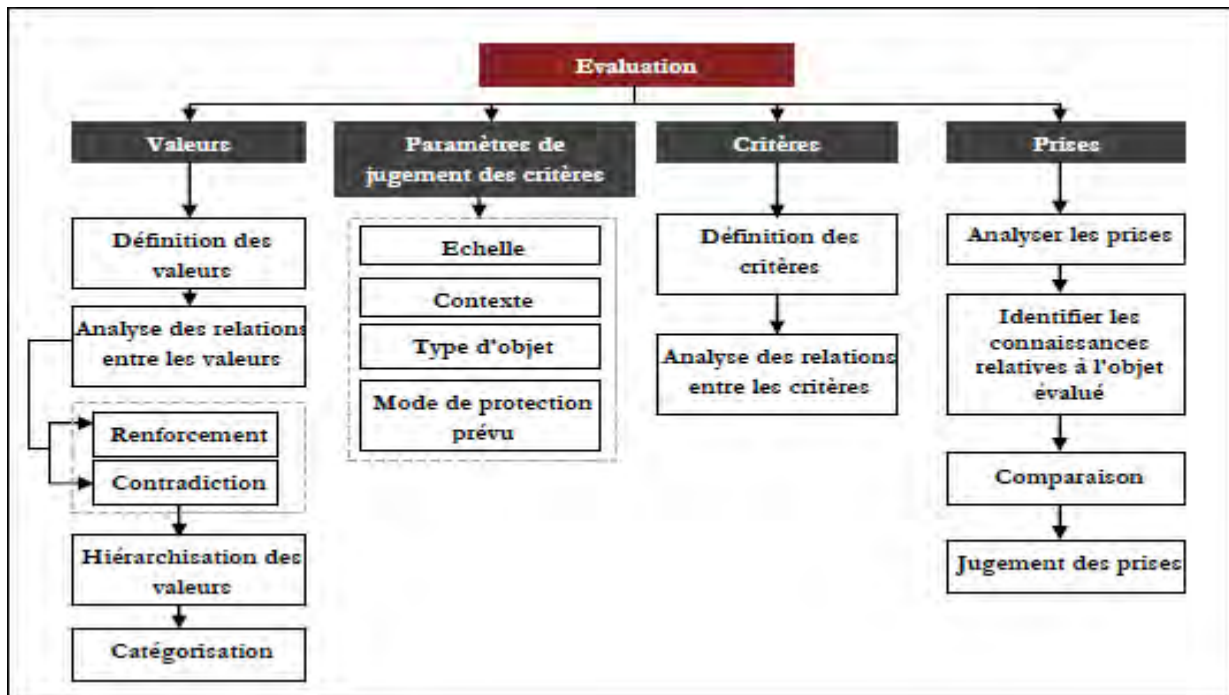 Evaluation
Valeurs
Définition des
valeurs
Analyse des relations
entre les valeurs
Renforcement
Contradiction
Hiérarchisation des
valeurs
Catégorisation
Paramètres de
jugement des critères
Echelle
Contexte
Type d'objet
Mode de protection
prévu
Critères
Définition des
critères
Analyse des relations
entre les critères
Prises
Analyser les prises
Identifier les
connaissances
relatives à l'objet
évalué
Comparaison
Jugement des prises